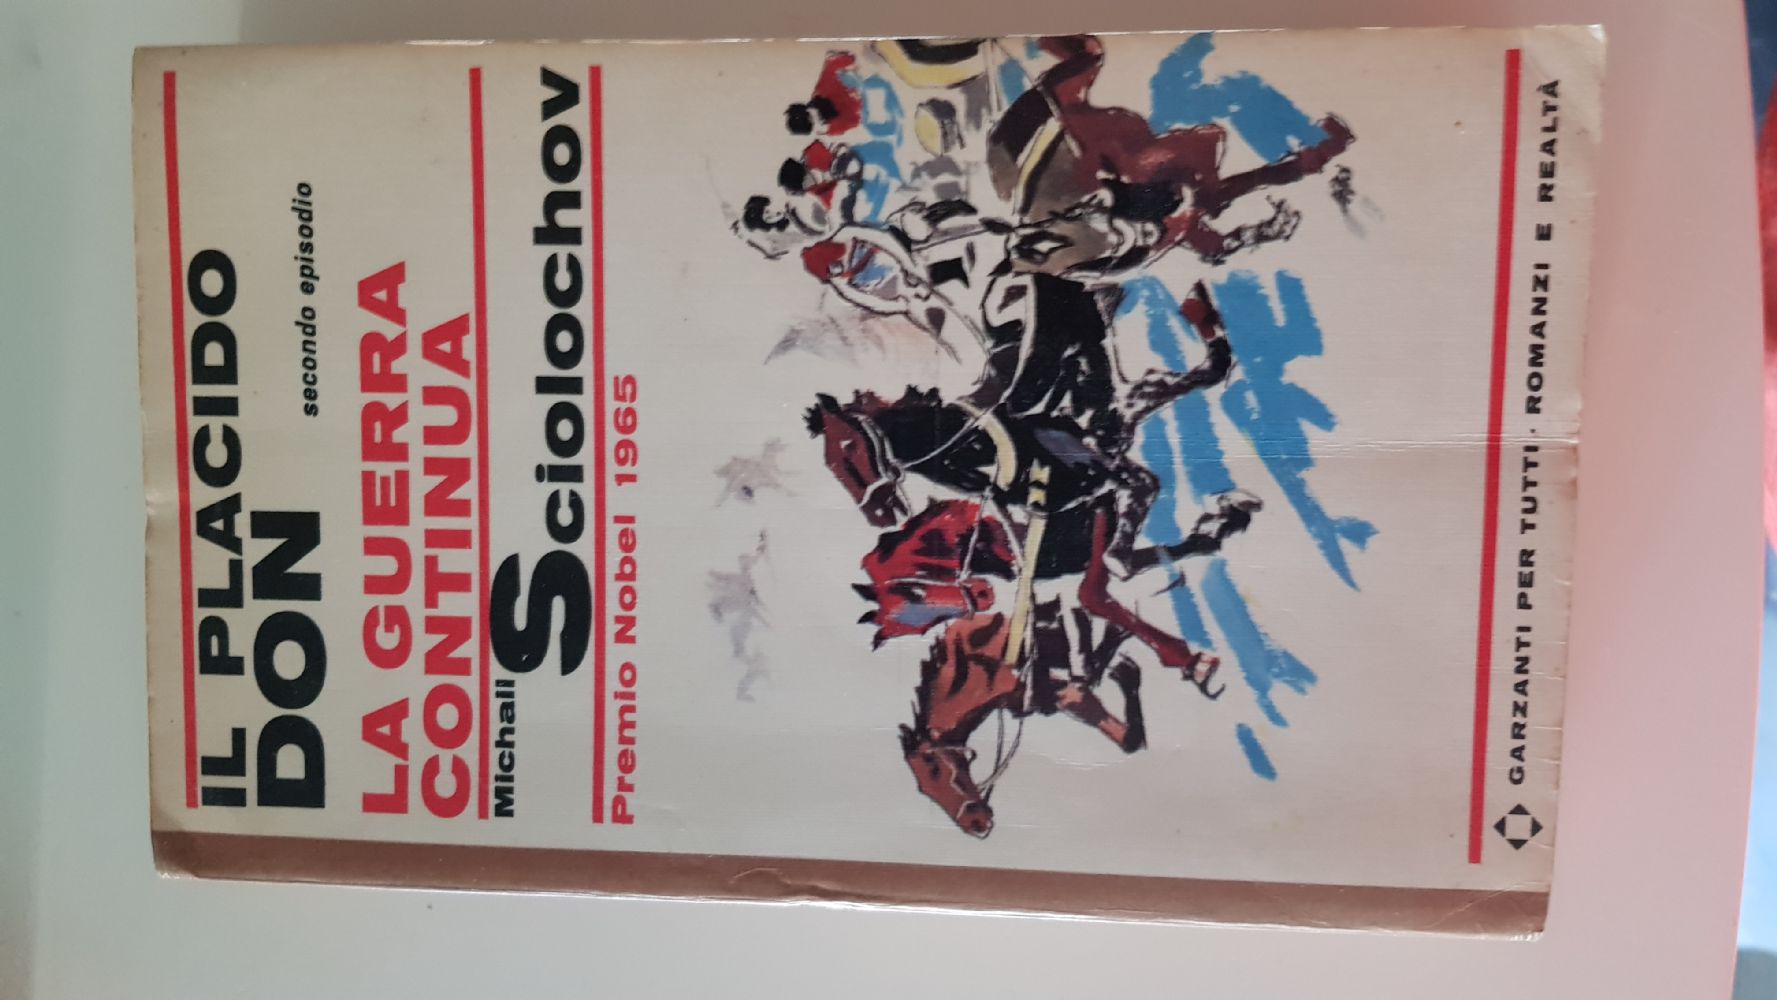 IL PLACIDO
DON
secondo episodio
LA GUERRA
CONTINUA
Michail Sciolochov
Premio Nobel 1965
GARZANTI PER TUTTI · ROMANZI E REALTÀ